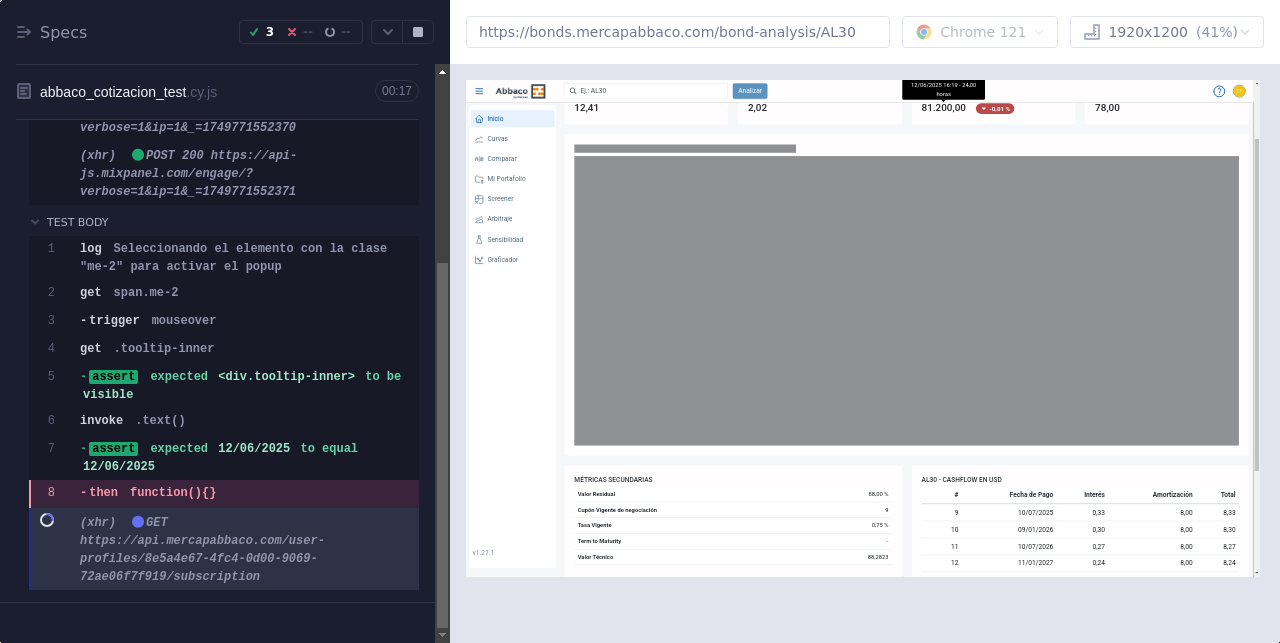 Specs
3
--
--
https://bonds.mercapabbaco.com/bond-analysis/AL30
Chrome 121
1920x1200 (41%)
abbaco_cotizacion_test.cy.js
00:17
verbose=1&ip=1&_=1749771552370
(xhr) POST 200 https://api-
js.mixpanel.com/engage/?
verbose=1&ip=1&_=1749771552371
TEST BODY
1 log Seleccionando el elemento con la clase
"me-2" para activar el popup
2 get span.me-2
3 -trigger mouseover
4 get .tooltip-inner
5 -assert expected <div.tooltip-inner> to be
visible
6 invoke .text()
7 -assert expected 12/06/2025 to equal
12/06/2025
8 -then function(){}
(xhr) GET
https://api.mercapabbaco.com/user-
profiles/8e5a4e67-4fc4-0d00-9069-
72ae06f7f919/subscription
Abbaco
Ej.: AL30
Analizar
12/06/2025 16:19 - 24,00
horas
12,41
2,02
81.200,00
-0,01 %
78,00
Inicio
Curvas
Comparar
Mi Portafolio
Screener
Arbitraje
Sensibilidad
Graficador
v1.27.1
MÉTRICAS SECUNDARIAS
Valor Residual 88,00 %
Cupón Vigente de negociación 9
Tasa Vigente 0,75 %
Term to Maturity -
Valor Técnico 88,2823
AL30 - CASHFLOW EN USD
# Fecha de Pago Interés Amortización Total
9 10/07/2025 0,33 8,00 8,33
10 09/01/2026 0,30 8,00 8,30
11 10/07/2026 0,27 8,00 8,27
12 11/01/2027 0,24 8,00 8,24